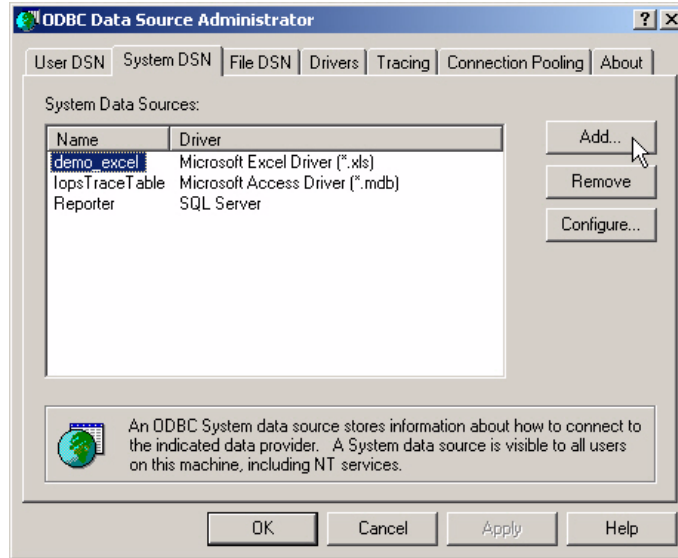 ODBC Data Source Administrator
User DSN System DSN File DSN Drivers Tracing Connection Pooling About
System Data Sources:
Name Driver
demo_excel Microsoft Excel Driver (*.xls)
IopsTraceTable Microsoft Access Driver (*.mdb)
Reporter SQL Server
Add...
Remove
Configure...
An ODBC System data source stores information about how to connect to
the indicated data provider. A System data source is visible to all users
on this machine, including NT services.
OK Cancel Apply Help